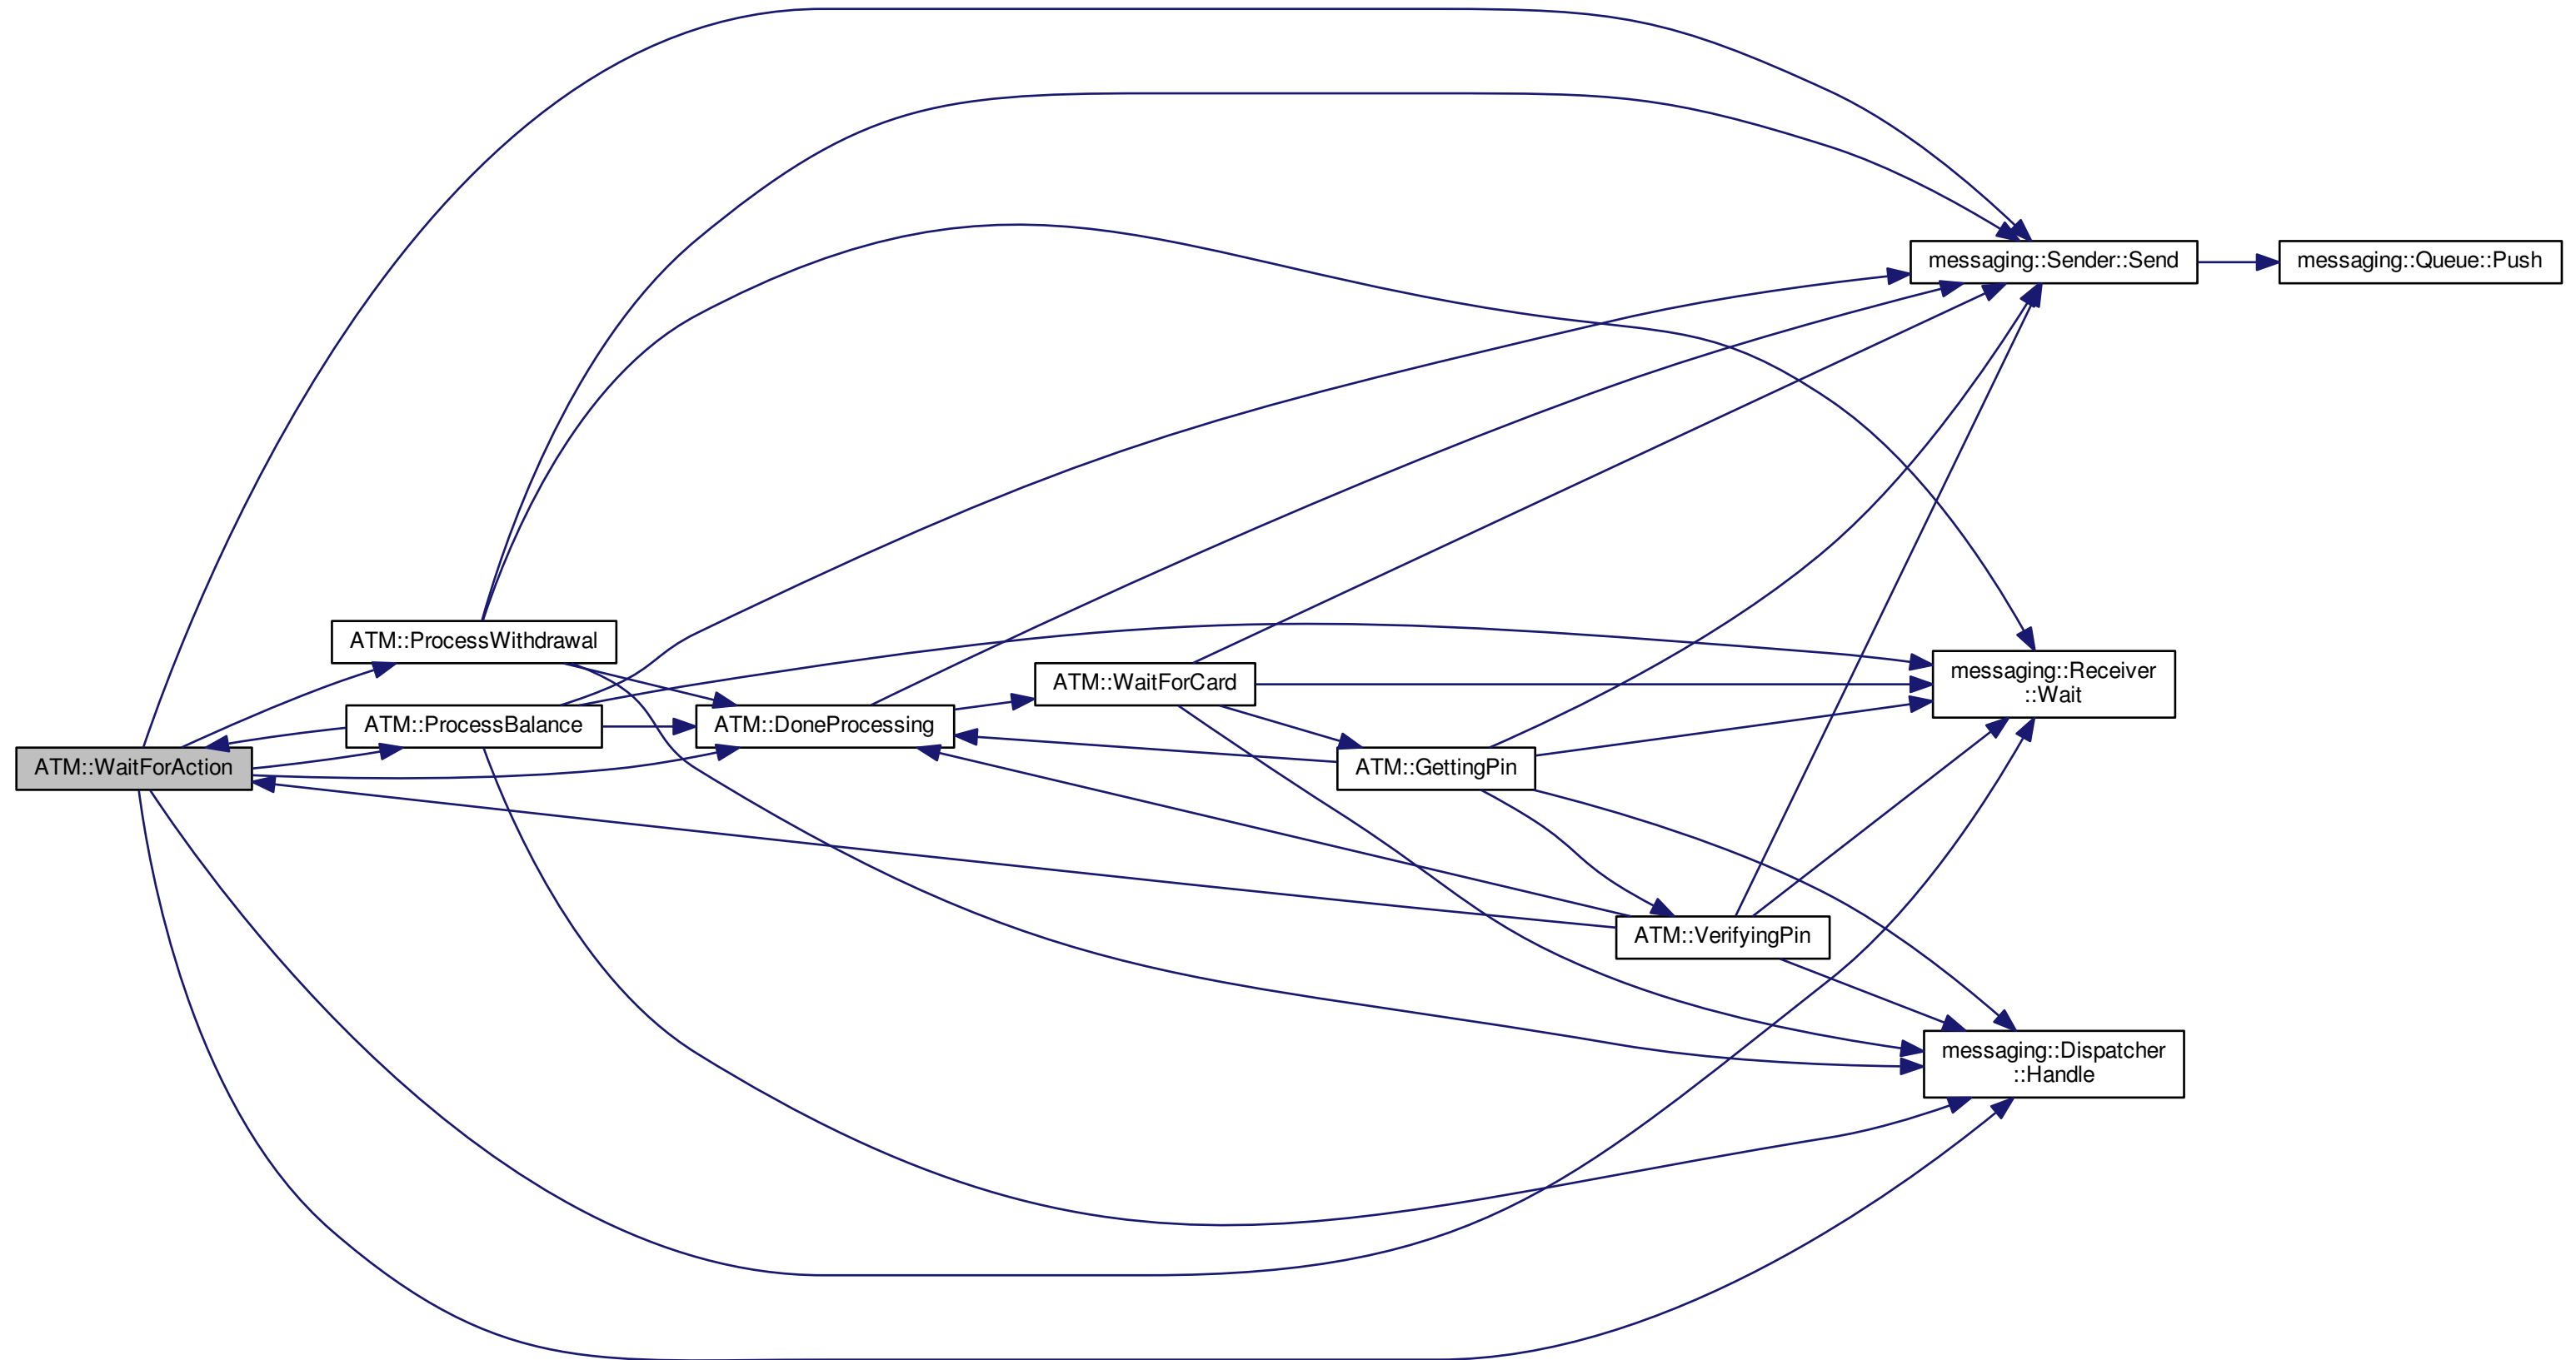 messaging::Sender::Send
messaging::Queue::Push
ATM::ProcessWithdrawal
messaging::Receiver
::Wait
ATM::WaitForCard
ATM::ProcessBalance
ATM::DoneProcessing
ATM::WaitForAction
ATM::GettingPin
ATM::VerifyingPin
messaging::Dispatcher
::Handle